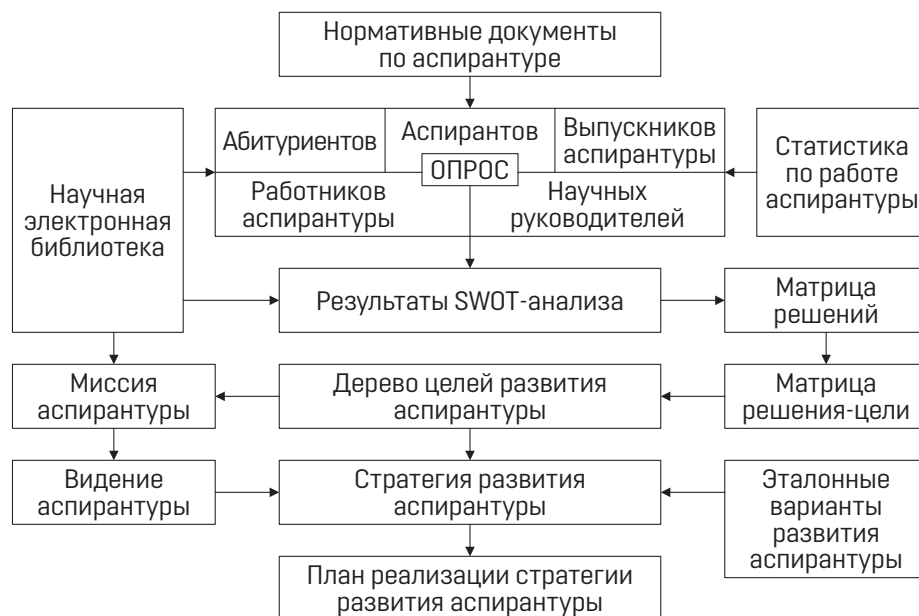 Нормативные документы
по аспирантуре
Абитуриентов
Аспирантов
Выпускников
аспирантуры
ОПРОС
Работников
аспирантуры
Научных
руководителей
Научная
электронная
библиотека
Статистика
по работе
аспирантуры
Результаты SWOT-анализа
Матрица
решений
Миссия
аспирантуры
Дерево целей развития
аспирантуры
Матрица
решения-цели
Видение
аспирантуры
Стратегия развития
аспирантуры
Эталонные
варианты
развития
аспирантуры
План реализации стратегии
развития аспирантуры